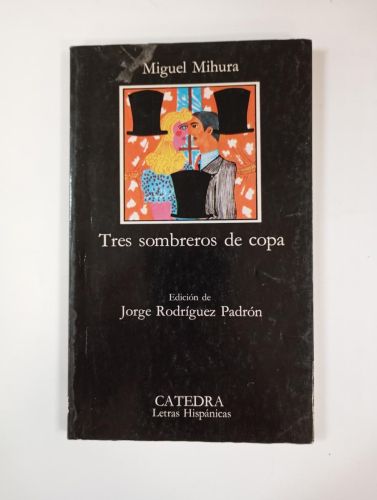 Miguel Mihura
Tres sombreros de copa
Edición de
Jorge Rodríguez Padrón
CATEDRA
Letras Hispánicas